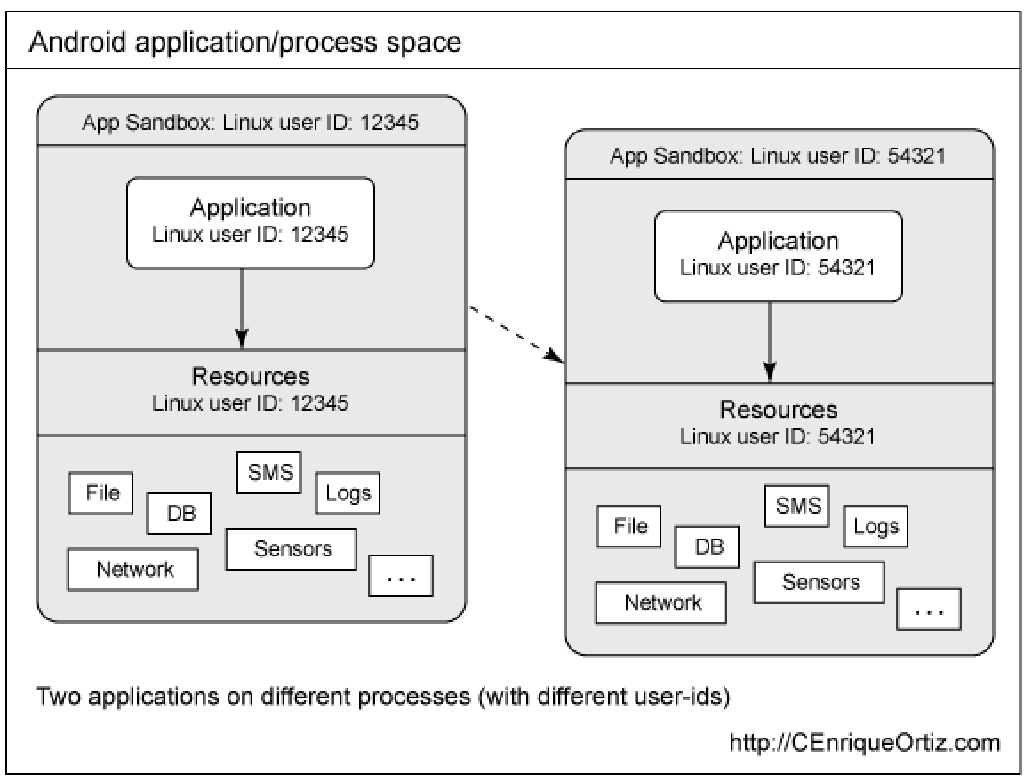 Android application/process space
App Sandbox: Linux user ID: 12345
Application
Linux user ID: 12345
Resources
Linux user ID: 12345
File
DB
SMS
Logs
Network
Sensors
...
App Sandbox: Linux user ID: 54321
Application
Linux user ID: 54321
Resources
Linux user ID: 54321
File
DB
SMS
Logs
Network
Sensors
...
Two applications on different processes (with different user-ids)
http://CEnriqueOrtiz.com